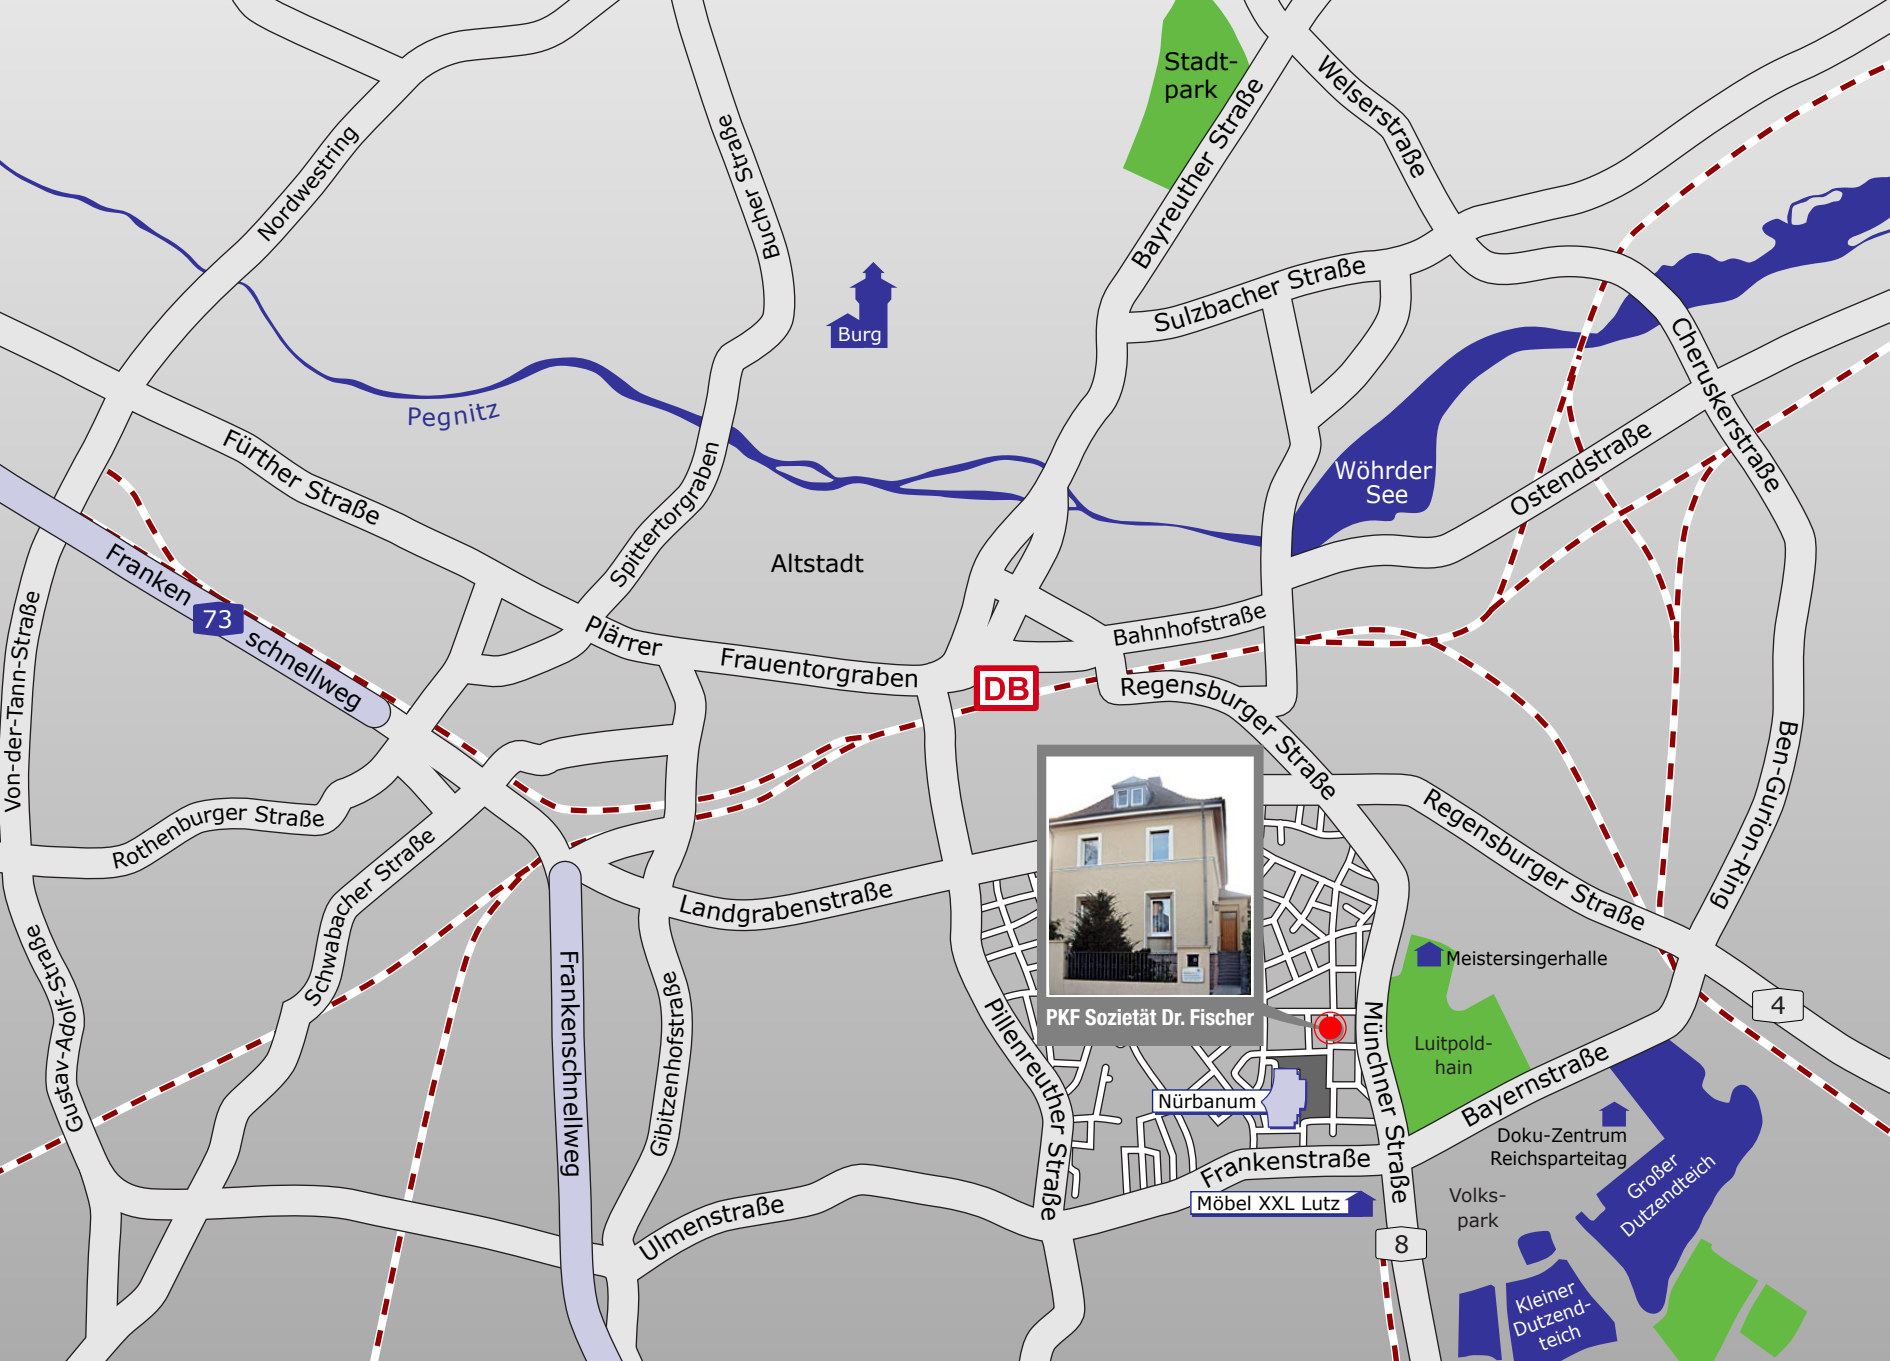 Stadt-
park
Welserstraße
Bayreuther Straße
Nordwestring
Bucher Straße
Sulzbacher Straße
Burg
Cheruskerstraße
Pegnitz
Fürther Straße
Wöhrder
See
Ostendstraße
Spittertorgraben
Altstadt
Franken
73
schnellweg
Von-der-Tann-Straße
Plärrer
Bahnhofstraße
Frauentorgraben
DB
Regensburger Straße
Ben-Gurion-Ring
Rothenburger Straße
Schwabacher Straße
Regensburger Straße
Landgrabenstraße
Gustav-Adolf-Straße
Frankenschnellweg
Gibitzenhofstraße
Meistersingerhalle
4
PKF Sozietät Dr. Fischer
Pillenreuther Straße
Münchner Straße
Luitpold-
hain
Bayernstraße
Nürbanum
Doku-Zentrum
Reichsparteitag
Frankenstraße
Großer
Dutzendteich
Möbel XXL Lutz
Volks-
park
Ulmenstraße
8
Kleiner
Dutzend-
teich